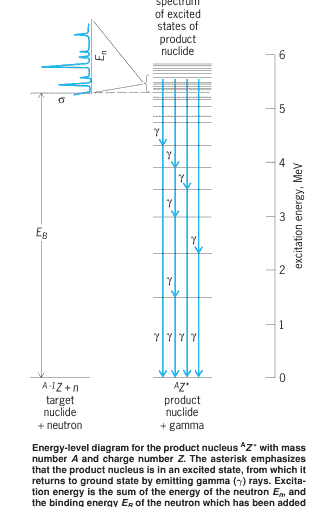 spectrum
of excited
states of
product
nuclide
En
σ
EB
γ
γ
γ
γ
γ
γ
γ γ γ γ
6
5
4
3
2
1
0
excitation energy, MeV
A-1Z + n
target
nuclide
+ neutron
AZ*
product
nuclide
+ gamma
Energy-level diagram for the product nucleus AZ* with mass
number A and charge number Z. The asterisk emphasizes
that the product nucleus is in an excited state, from which it
returns to ground state by emitting gamma (γ) rays. Excita-
tion energy is the sum of the energy of the neutron En, and
the binding energy EB of the neutron which has been added